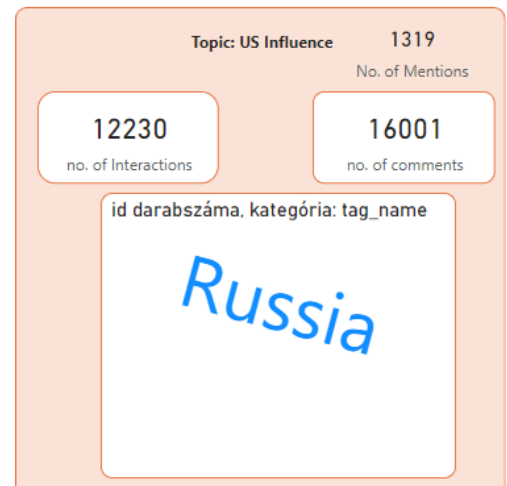 Topic: US Influence
1319
No. of Mentions
12230
no. of Interactions
16001
no. of comments
id darabszáma, kategória: tag_name
Russia